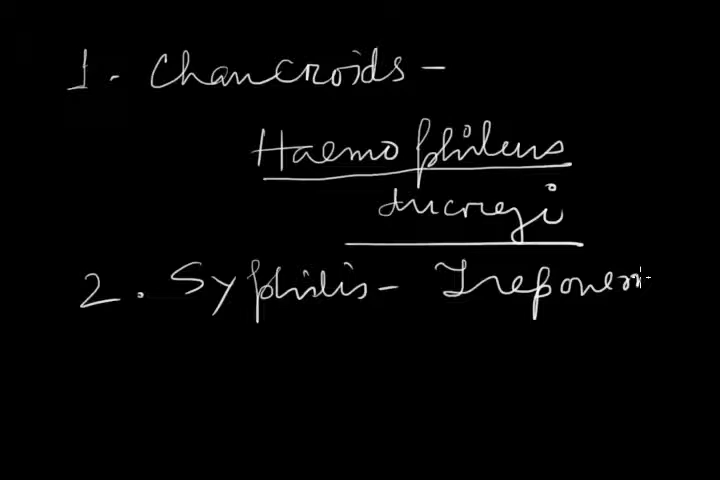 1. Chancroids -
Haemophilus
ducreyi
2. Syphilis - Treponem